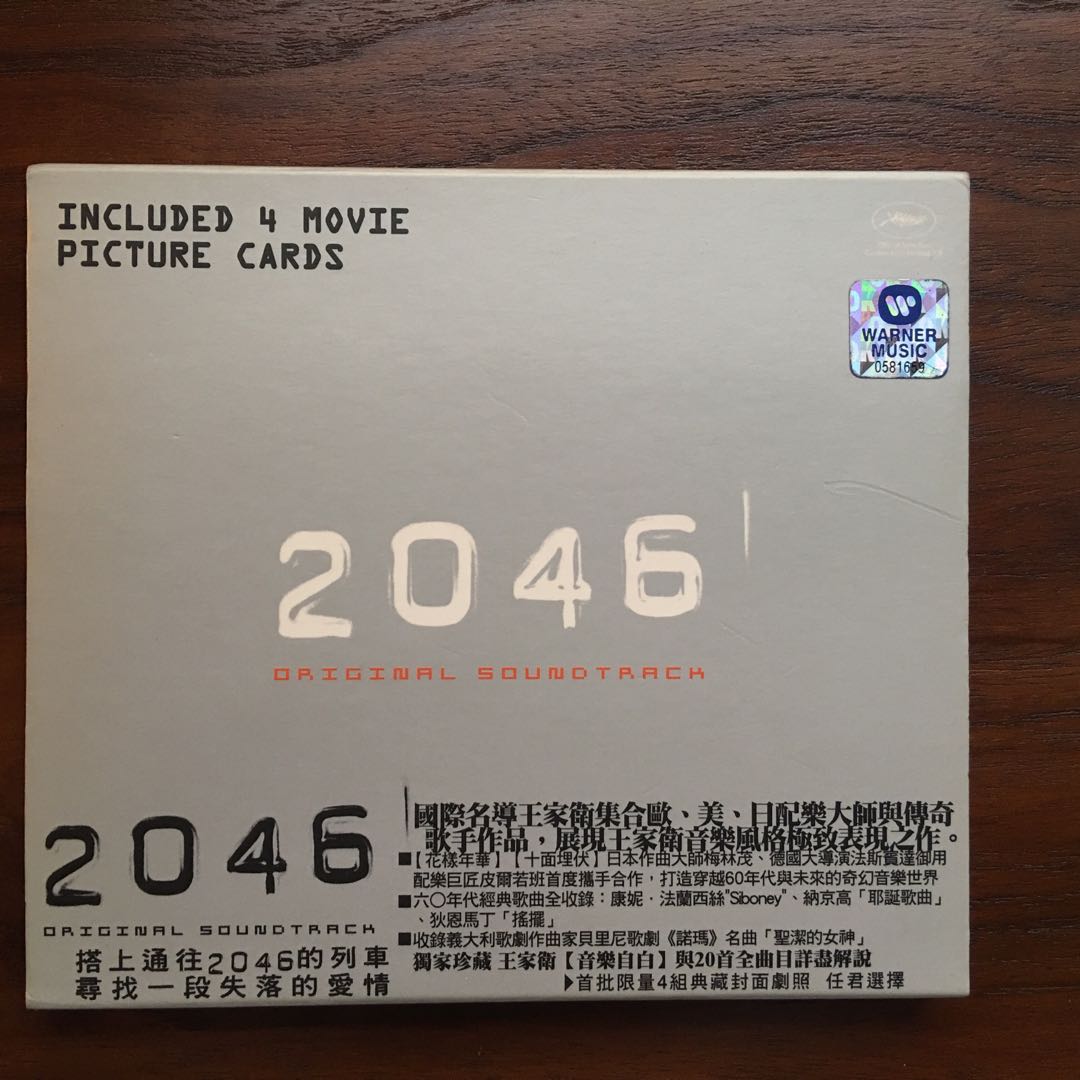 INCLUDED 4 MOVIE
PICTURE CARDS
WARNER
MUSIC
0581659
2046
ORIGINAL SOUNDTRACK
2046
ORIGINAL SOUNDTRACK
搭上通往2046的列車
尋找一段失落的愛情
國際名導王家衛集合歐、美、日配樂大師與傳奇
歌手作品，展現王家衛音樂風格極致表現之作。
■【花樣年華】【十面埋伏】日本作曲大師梅林茂、德國大導演法斯賓達御用
配樂巨匠皮爾若班首度攜手合作，打造穿越60年代與未來的奇幻音樂世界
■六〇年代經典歌曲全收錄：康妮·法蘭西絲"Siboney"、納京高「耶誕歌曲」
、狄恩馬丁「搖擺」
■收錄義大利歌劇作曲家貝里尼歌劇《諾瑪》名曲「聖潔的女神」
獨家珍藏 王家衛【音樂自白】與20首全曲目詳盡解說
▶首批限量4組典藏封面劇照 任君選擇